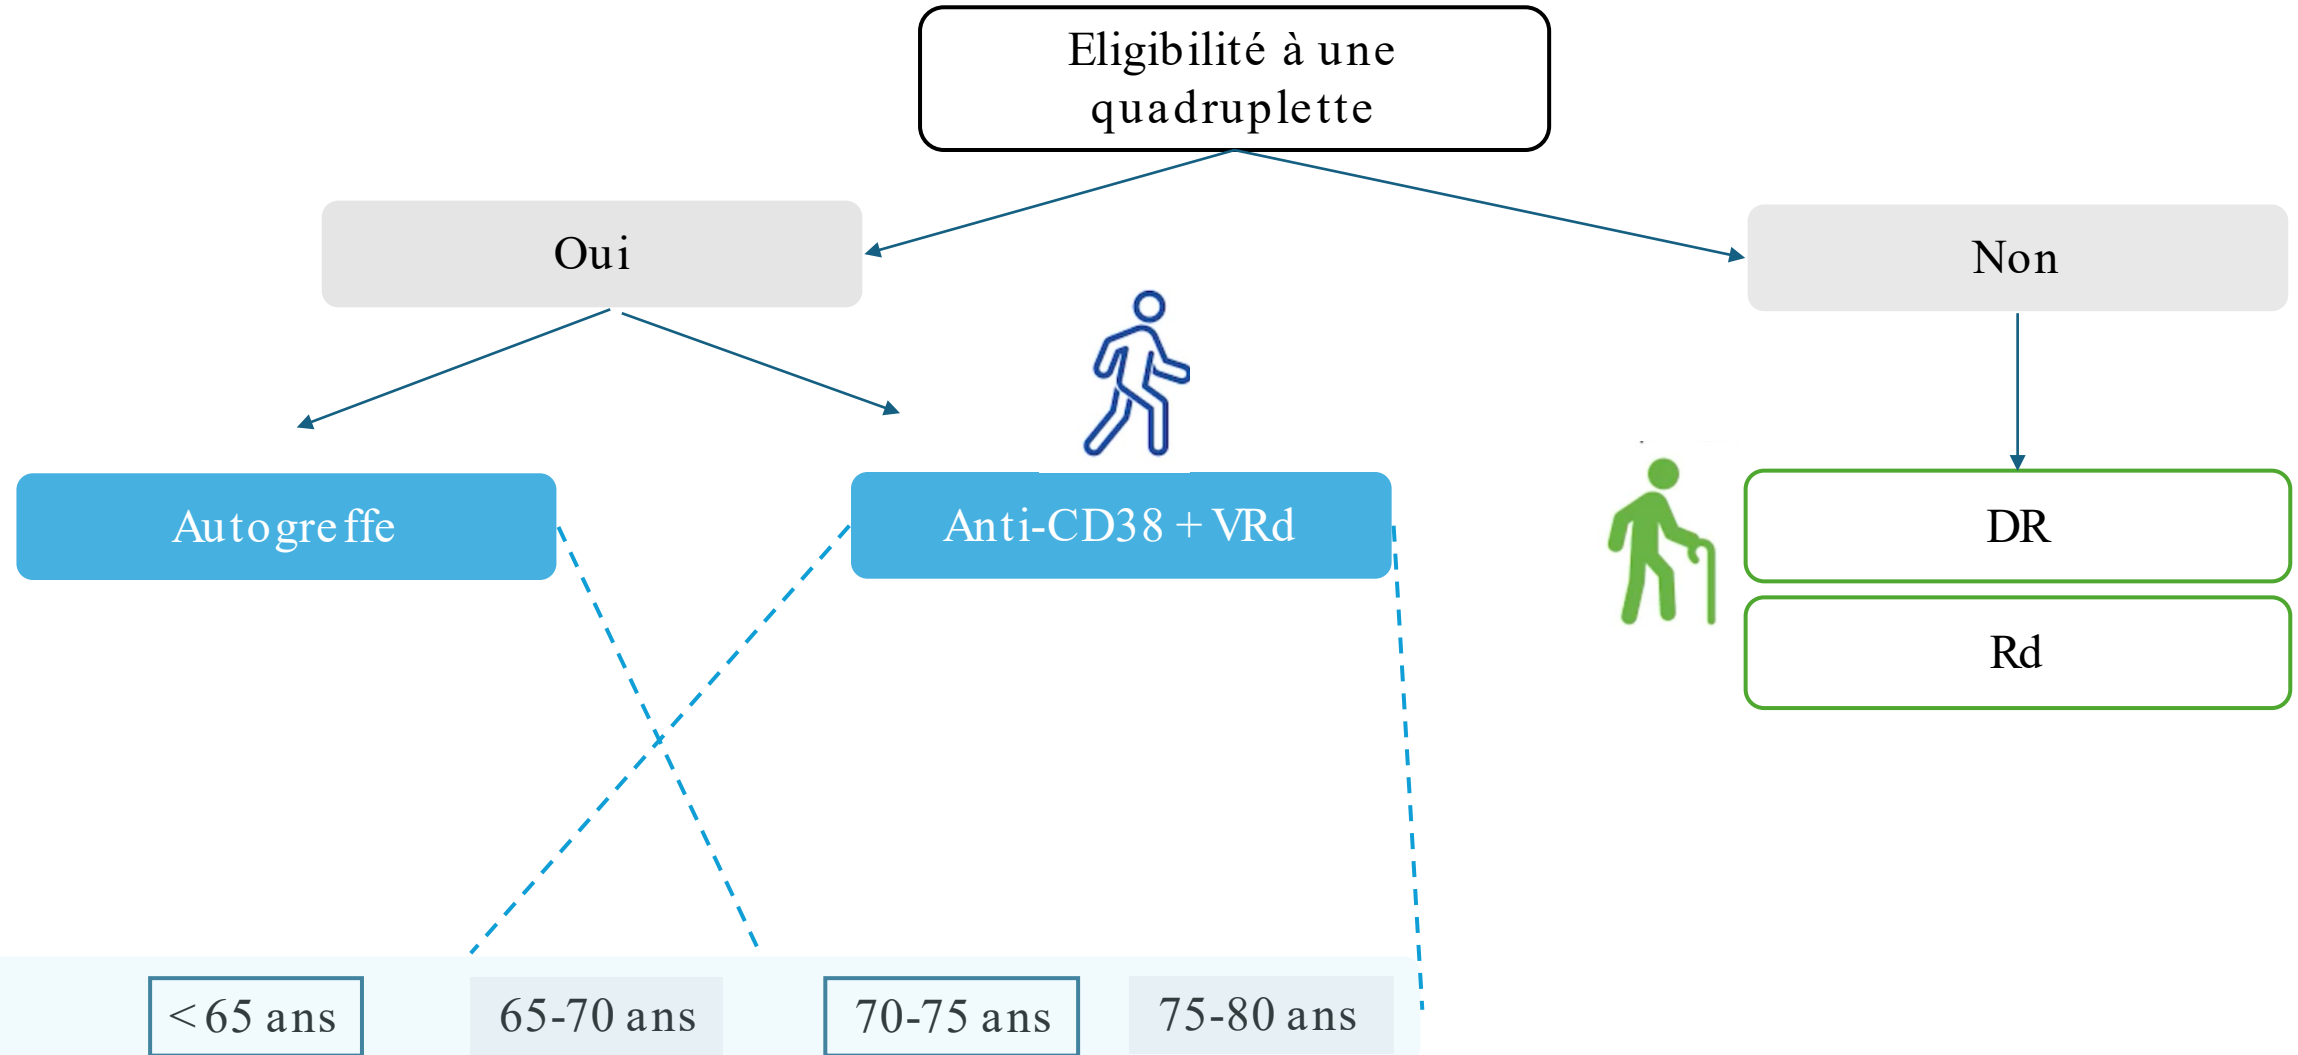 Eligibilité à une
quadruplette
Oui
Non
Autogreffe
Anti-CD38 + VRd
DR
Rd
< 65 ans
65-70 ans
70-75 ans
75-80 ans